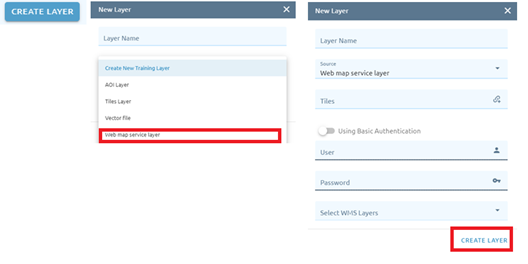 CREATE LAYER
New Layer
Layer Name
Create New Training Layer
AOI Layer
Tiles Layer
Vector file
Web map service layer
New Layer
Layer Name
Source
Web map service layer
Tiles
Using Basic Authentication
User
Password
Select WMS Layers
CREATE LAYER